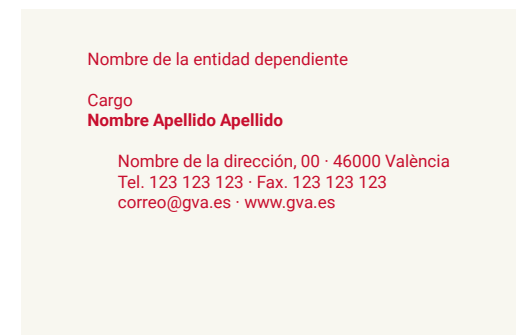 Nombre de la entidad dependiente
Cargo
Nombre Apellido Apellido
Nombre de la dirección, 00 · 46000 València
Tel. 123 123 123 · Fax. 123 123 123
correo@gva.es · www.gva.es